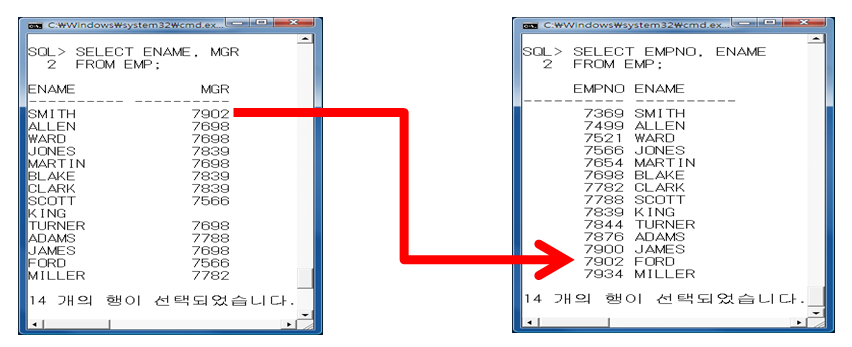 C:₩Windows₩system32₩cmd.ex...
SQL> SELECT ENAME, MGR
2 FROM EMP;
ENAME MGR
---------- ----------
SMITH 7902
ALLEN 7698
WARD 7698
JONES 7839
MARTIN 7698
BLAKE 7839
CLARK 7839
SCOTT 7566
KING
TURNER 7698
ADAMS 7788
JAMES 7698
FORD 7566
MILLER 7782
14 개의 행이 선택되었습니다.
C:₩Windows₩system32₩cmd.ex...
SQL> SELECT EMPNO, ENAME
2 FROM EMP;
EMPNO ENAME
---------- ----------
7369 SMITH
7499 ALLEN
7521 WARD
7566 JONES
7654 MARTIN
7698 BLAKE
7782 CLARK
7788 SCOTT
7839 KING
7844 TURNER
7876 ADAMS
7900 JAMES
7902 FORD
7934 MILLER
14 개의 행이 선택되었습니다.